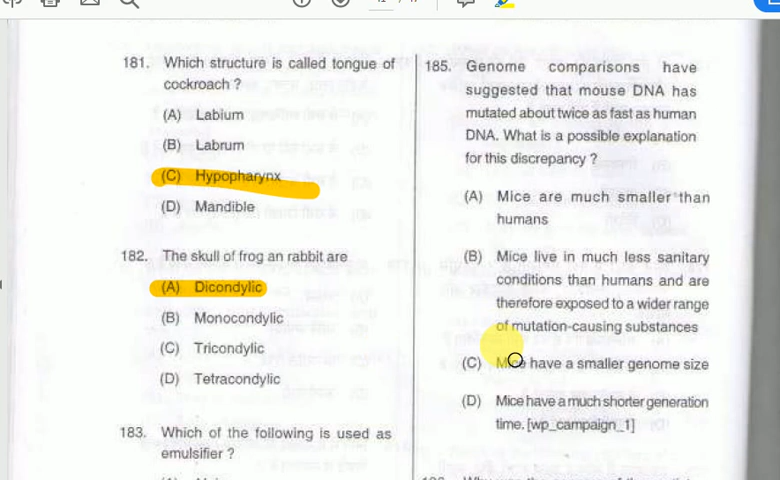 181. Which structure is called tongue of
cockroach ?
(A) Labium
(B) Labrum
(C) Hypopharynx
(D) Mandible
182. The skull of frog an rabbit are
(A) Dicondylic
(B) Monocondylic
(C) Tricondylic
(D) Tetracondylic
183. Which of the following is used as
emulsifier ?
185. Genome comparisons have
suggested that mouse DNA has
mutated about twice as fast as human
DNA. What is a possible explanation
for this discrepancy ?
(A) Mice are much smaller than
humans
(B) Mice live in much less sanitary
conditions than humans and are
therefore exposed to a wider range
of mutation-causing substances
(C) Mice have a smaller genome size
(D) Mice have a much shorter generation
time. [wp_campaign_1]